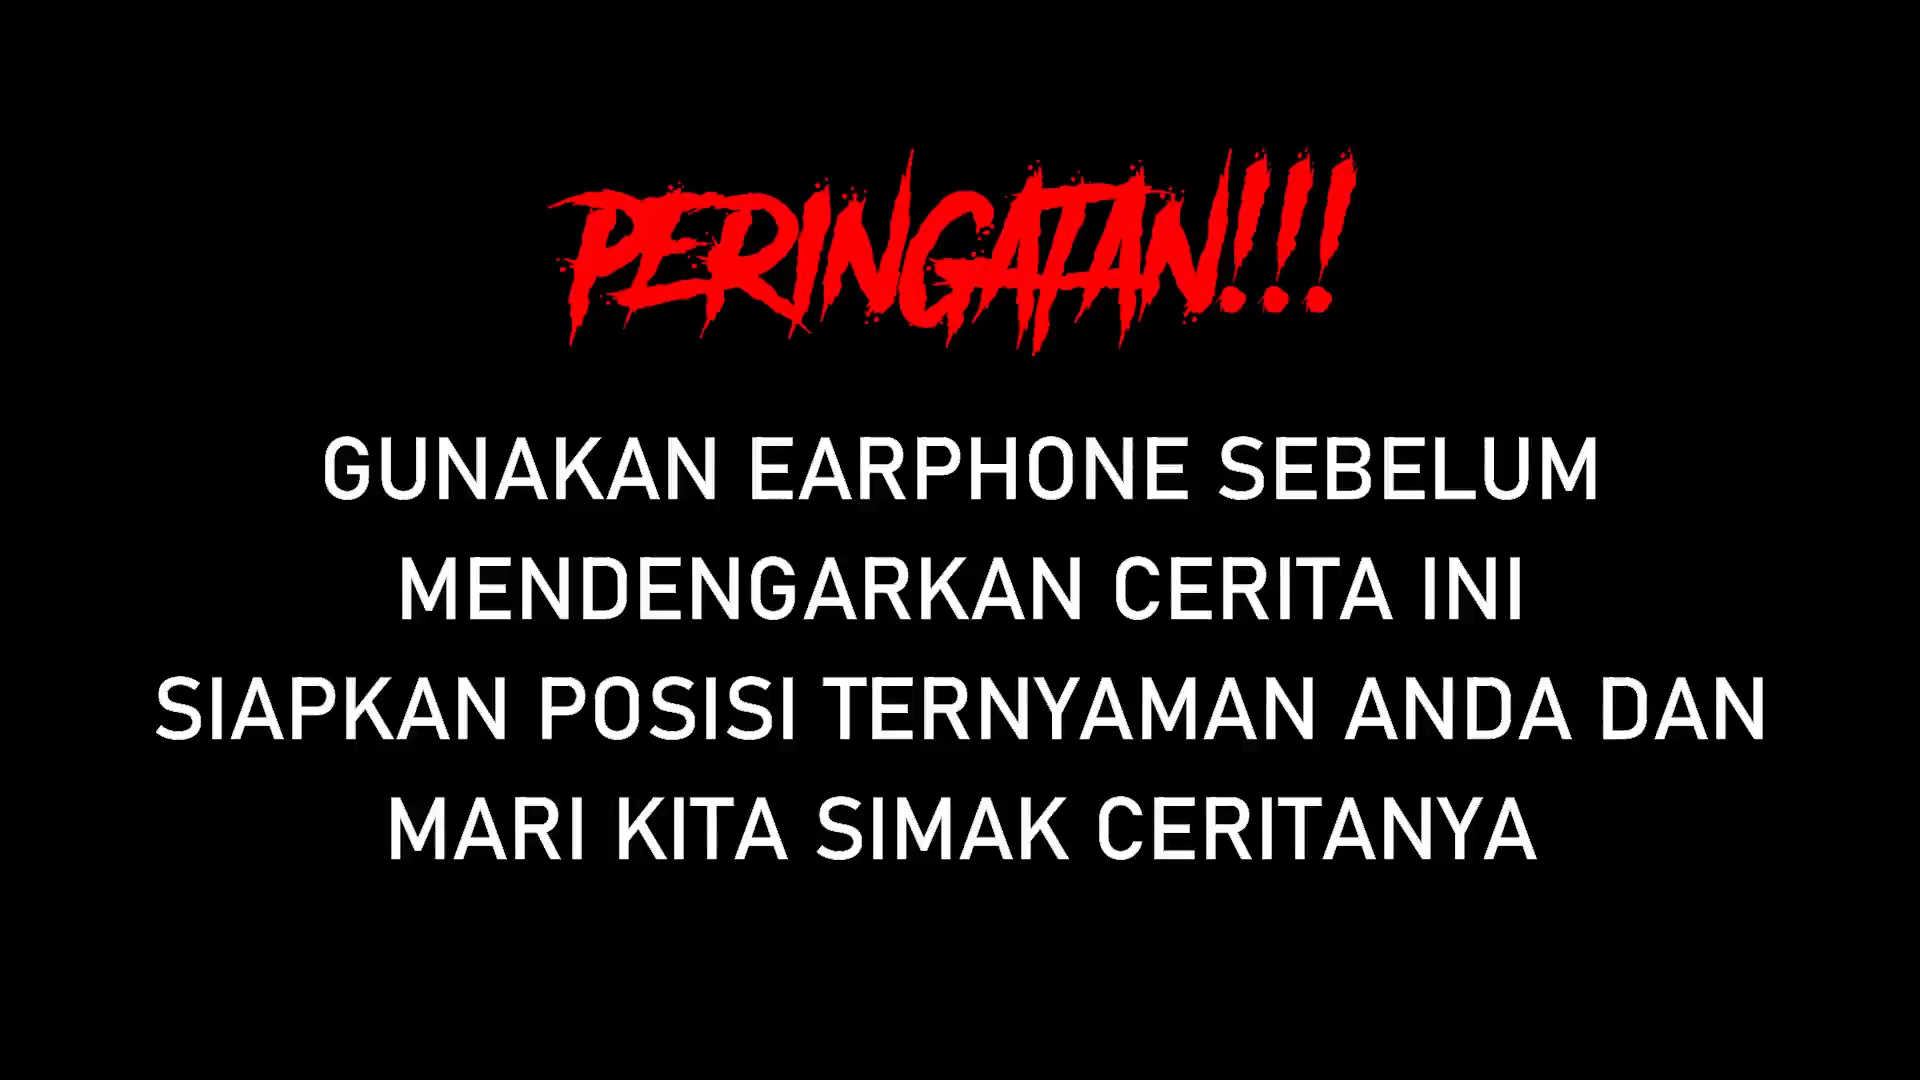 PERINGATAN!!!
GUNAKAN EARPHONE SEBELUM
MENDENGARKAN CERITA INI
SIAPKAN POSISI TERNYAMAN ANDA DAN
MARI KITA SIMAK CERITANYA